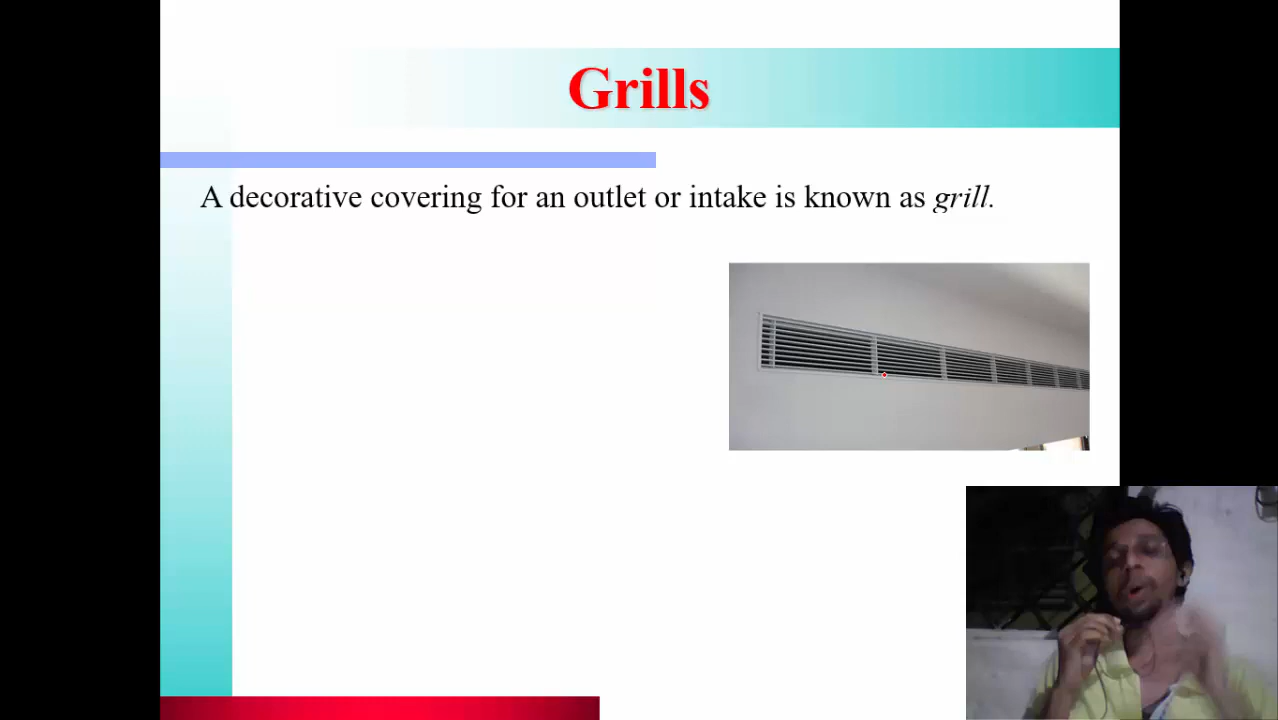 Grills
A decorative covering for an outlet or intake is known as grill.